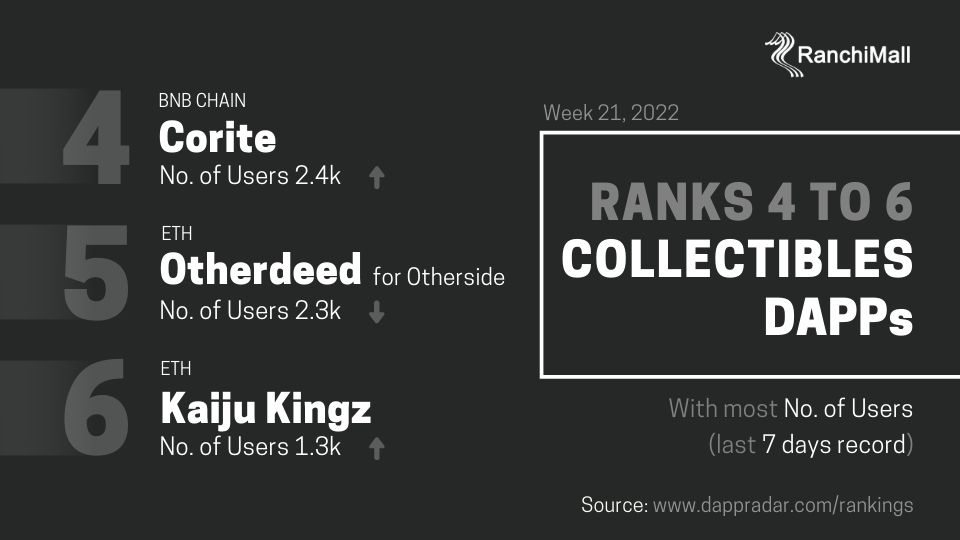 RanchiMall
4
BNB CHAIN
Corite
No. of Users 2.4k
5
ETH
Otherdeed for Otherside
No. of Users 2.3k
6
ETH
Kaiju Kingz
No. of Users 1.3k
Week 21, 2022
RANKS 4 TO 6
COLLECTIBLES
DAPPs
With most No. of Users
(last 7 days record)
Source: www.dappradar.com/rankings